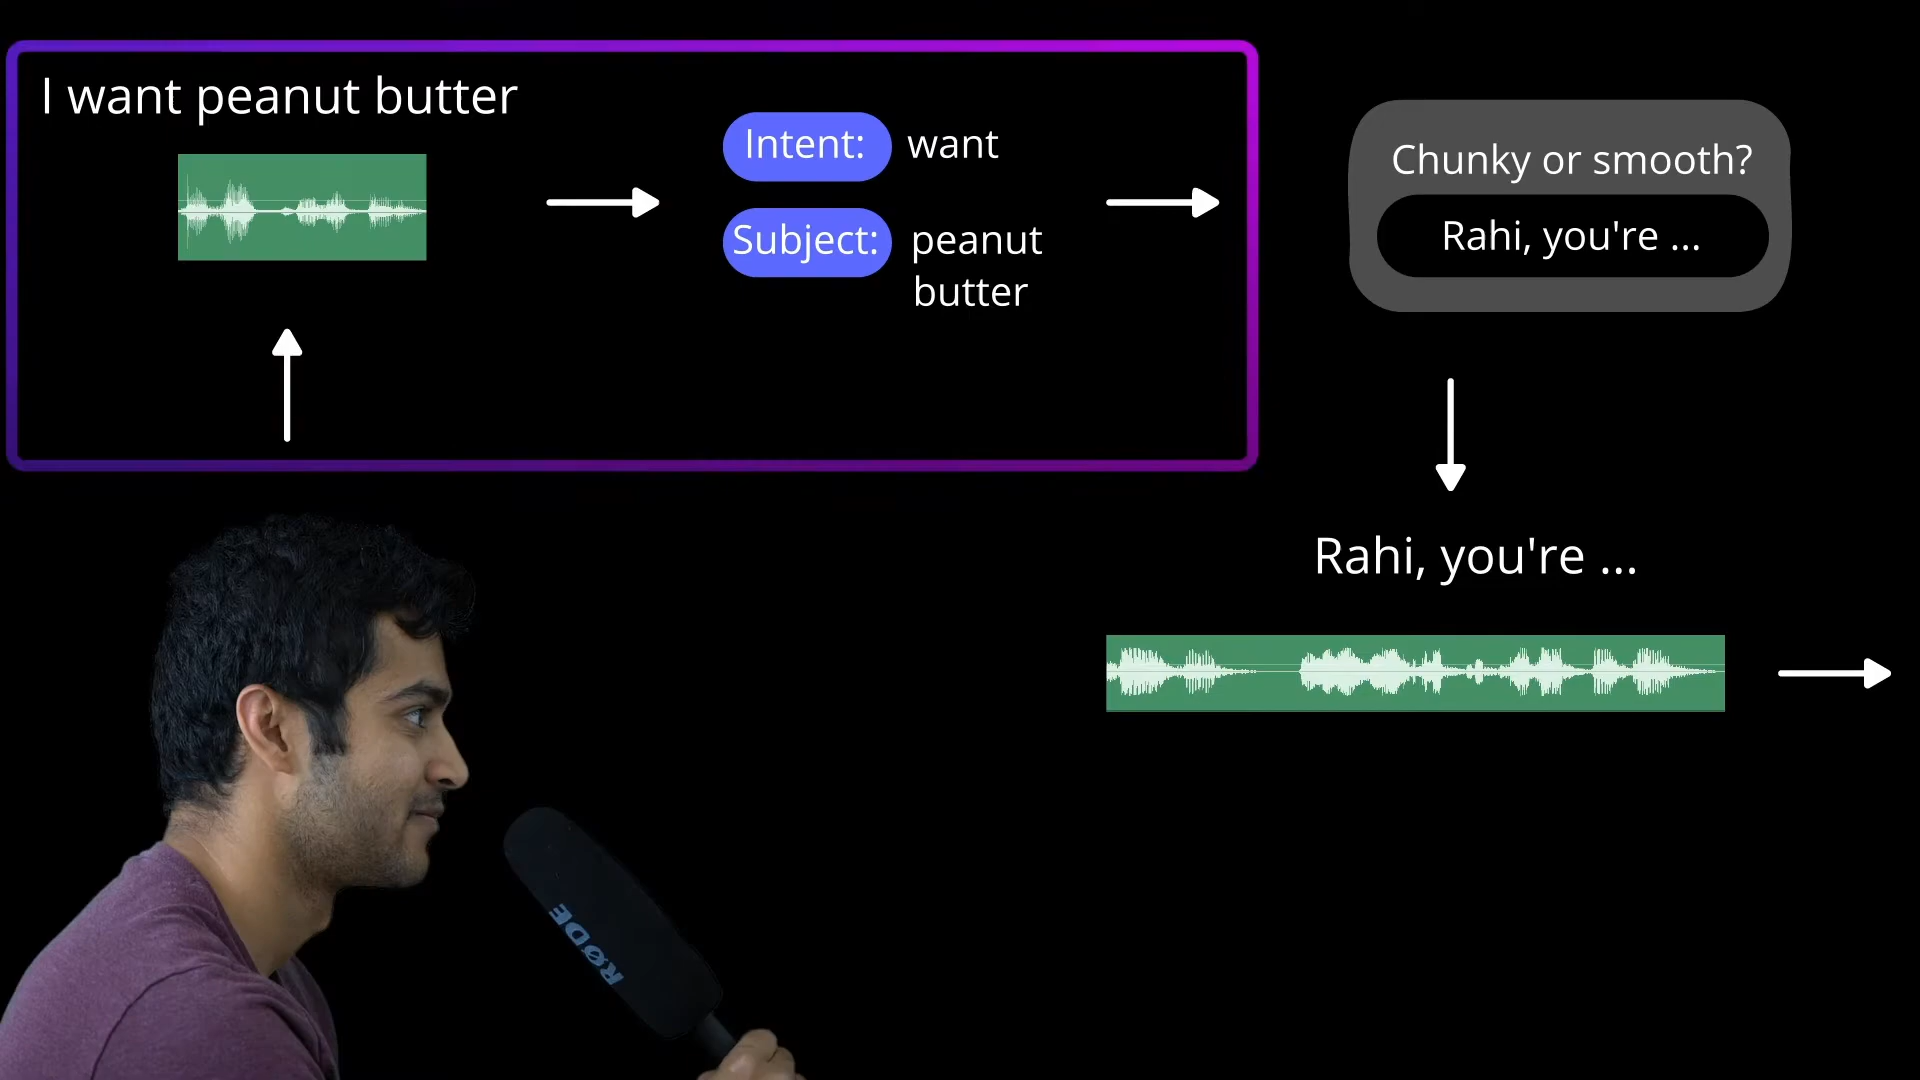 I want peanut butter
Intent: want
Subject: peanut
butter
Chunky or smooth?
Rahi, you're ...
Rahi, you're ...
RØDE